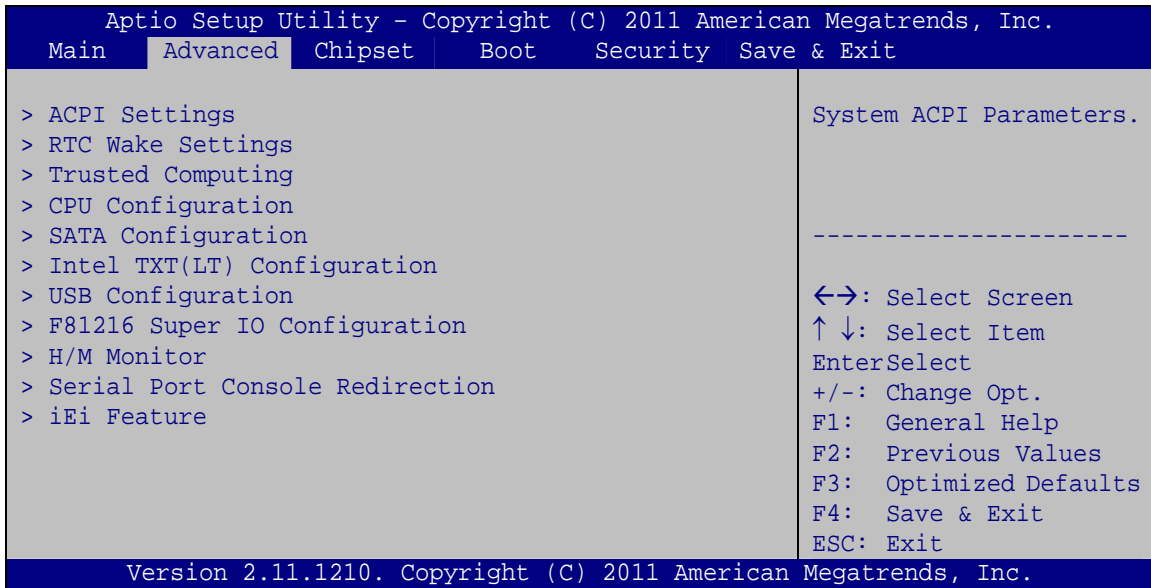 Aptio Setup Utility – Copyright (C) 2011 American Megatrends, Inc.
Main Advanced Chipset Boot Security Save & Exit
> ACPI Settings
> RTC Wake Settings
> Trusted Computing
> CPU Configuration
> SATA Configuration
> Intel TXT(LT) Configuration
> USB Configuration
> F81216 Super IO Configuration
> H/M Monitor
> Serial Port Console Redirection
> iEi Feature
System ACPI Parameters.
----------------------
←→: Select Screen
↑ ↓: Select Item
EnterSelect
+/-: Change Opt.
F1: General Help
F2: Previous Values
F3: Optimized Defaults
F4: Save & Exit
ESC: Exit
Version 2.11.1210. Copyright (C) 2011 American Megatrends, Inc.